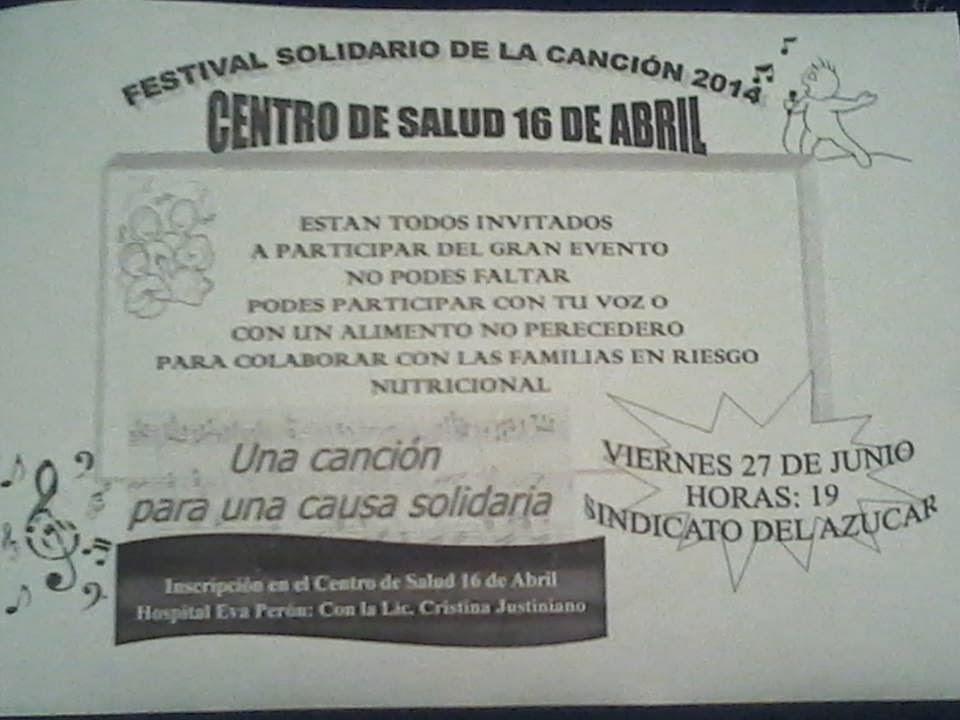 FESTIVAL SOLIDARIO DE LA CANCIÓN 2014
CENTRO DE SALUD 16 DE ABRIL
ESTAN TODOS INVITADOS
A PARTICIPAR DEL GRAN EVENTO
NO PODES FALTAR
PODES PARTICIPAR CON TU VOZ O
CON UN ALIMENTO NO PERECEDERO
PARA COLABORAR CON LAS FAMILIAS EN RIESGO
NUTRICIONAL
Una canción
para una causa solidaria
VIERNES 27 DE JUNIO
HORAS: 19
SINDICATO DEL AZUCAR
Inscripción en el Centro de Salud 16 de Abril
Hospital Eva Perón: Con la Lic. Cristina Justiniano